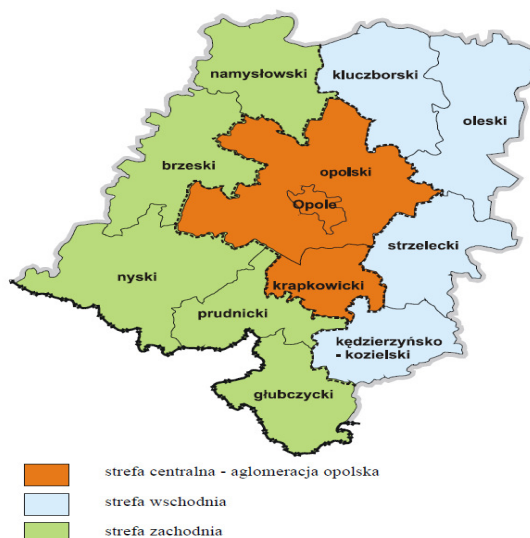 namysłowski
kluczborski
oleski
brzeski
opolski
Opole
strzelecki
nyski
krapkowicki
prudnicki
kędzierzyńsko
- kozielski
głubczycki
strefa centralna - aglomeracja opolska
strefa wschodnia
strefa zachodnia